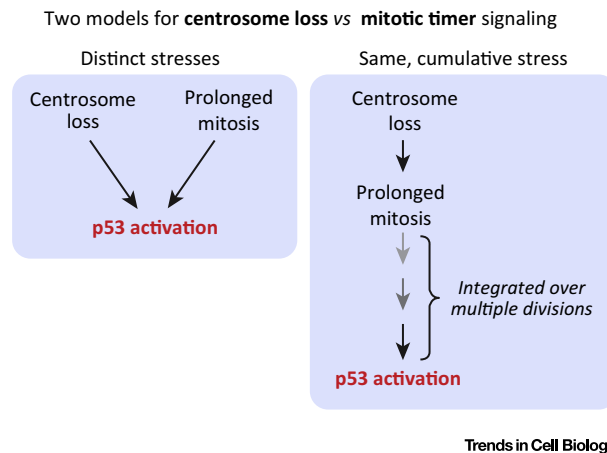 Two models for centrosome loss vs mitotic timer signaling
Distinct stresses
Centrosome
loss
Prolonged
mitosis
p53 activation
Same, cumulative stress
Centrosome
loss
Prolonged
mitosis
Integrated over
multiple divisions
p53 activation
Trends in Cell Biolog